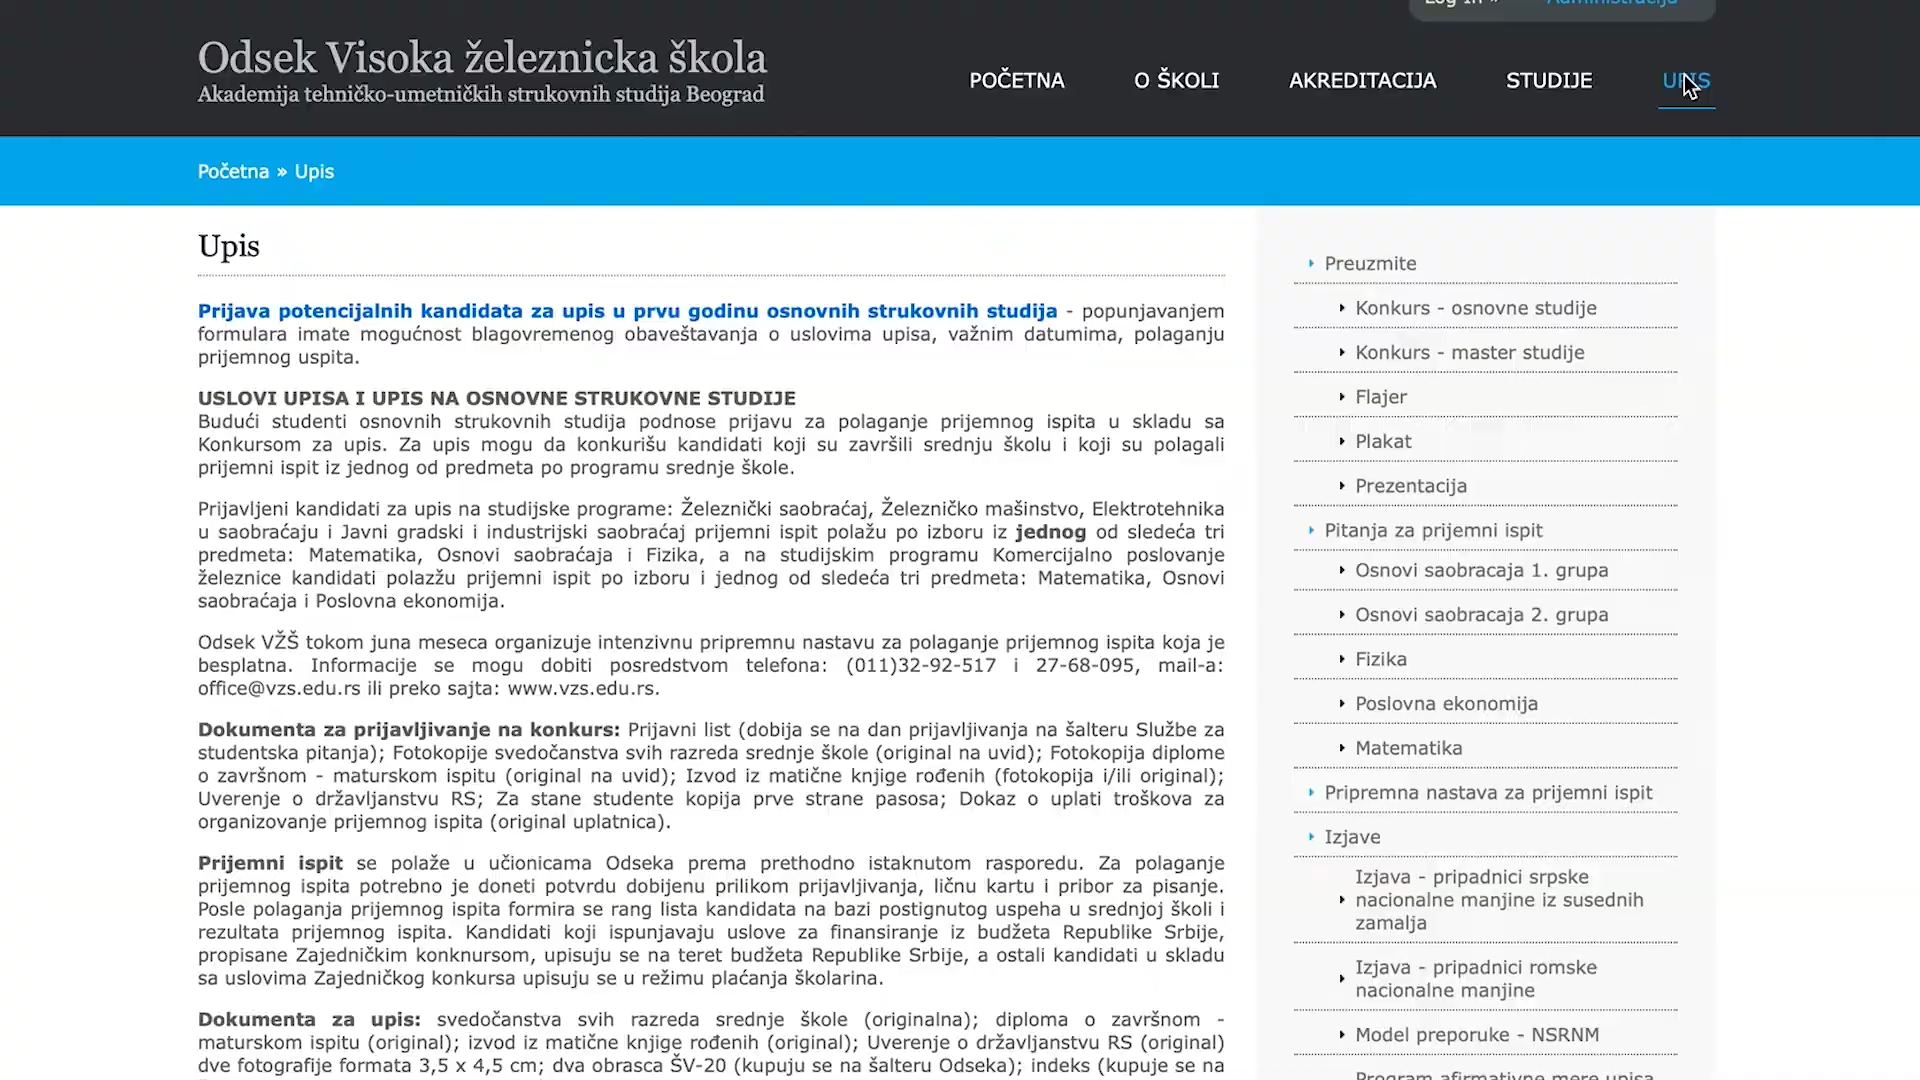 Log in » Administracija
Odsek Visoka železnicka škola
Akademija tehničko-umetničkih strukovnih studija Beograd
POČETNA O ŠKOLI AKREDITACIJA STUDIJE UPIS
Početna » Upis
Upis
Prijava potencijalnih kandidata za upis u prvu godinu osnovnih strukovnih studija - popunjavanjem
formulara imate mogućnost blagovremenog obaveštavanja o uslovima upisa, važnim datumima, polaganju
prijemnog uspita.
USLOVI UPISA I UPIS NA OSNOVNE STRUKOVNE STUDIJE
Budući studenti osnovnih strukovnih studija podnose prijavu za polaganje prijemnog ispita u skladu sa
Konkursom za upis. Za upis mogu da konkurišu kandidati koji su završili srednju školu i koji su polagali
prijemni ispit iz jednog od predmeta po programu srednje škole.
Prijavljeni kandidati za upis na studijske programe: Železnički saobraćaj, Železničko mašinstvo, Elektrotehnika
u saobraćaju i Javni gradski i industrijski saobraćaj prijemni ispit polažu po izboru iz jednog od sledeća tri
predmeta: Matematika, Osnovi saobraćaja i Fizika, a na studijskim programu Komercijalno poslovanje
železnice kandidati polazžu prijemni ispit po izboru i jednog od sledeća tri predmeta: Matematika, Osnovi
saobraćaja i Poslovna ekonomija.
Odsek VŽŠ tokom juna meseca organizuje intenzivnu pripremnu nastavu za polaganje prijemnog ispita koja je
besplatna. Informacije se mogu dobiti posredstvom telefona: (011)32-92-517 i 27-68-095, mail-a:
office@vzs.edu.rs ili preko sajta: www.vzs.edu.rs.
Dokumenta za prijavljivanje na konkurs: Prijavni list (dobija se na dan prijavljivanja na šalteru Službe za
studentska pitanja); Fotokopije svedočanstva svih razreda srednje škole (original na uvid); Fotokopija diplome
o završnom - maturskom ispitu (original na uvid); Izvod iz matične knjige rođenih (fotokopija i/ili original);
Uverenje o državljanstvu RS; Za stane studente kopija prve strane pasosa; Dokaz o uplati troškova za
organizovanje prijemnog ispita (original uplatnica).
Prijemni ispit se polaže u učionicama Odseka prema prethodno istaknutom rasporedu. Za polaganje
prijemnog ispita potrebno je doneti potvrdu dobijenu prilikom prijavljivanja, ličnu kartu i pribor za pisanje.
Posle polaganja prijemnog ispita formira se rang lista kandidata na bazi postignutog uspeha u srednjoj školi i
rezultata prijemnog ispita. Kandidati koji ispunjavaju uslove za finansiranje iz budžeta Republike Srbije,
propisane Zajedničkim konknursom, upisuju se na teret budžeta Republike Srbije, a ostali kandidati u skladu
sa uslovima Zajedničkog konkursa upisuju se u režimu plaćanja školarina.
Dokumenta za upis: svedočanstva svih razreda srednje škole (originalna); diploma o završnom -
maturskom ispitu (original); izvod iz matične knjige rođenih (original); Uverenje o državljanstvu RS (original)
dve fotografije formata 3,5 x 4,5 cm; dva obrasca ŠV-20 (kupuju se na šalteru Odseka); indeks (kupuje se na
Preuzmite
Konkurs - osnovne studije
Konkurs - master studije
Flajer
Plakat
Prezentacija
Pitanja za prijemni ispit
Osnovi saobracaja 1. grupa
Osnovi saobracaja 2. grupa
Fizika
Poslovna ekonomija
Matematika
Pripremna nastava za prijemni ispit
Izjave
Izjava - pripadnici srpske
nacionalne manjine iz susednih
zamalja
Izjava - pripadnici romske
nacionalne manjine
Model preporuke - NSRNM
Program afirmativne mere upisa